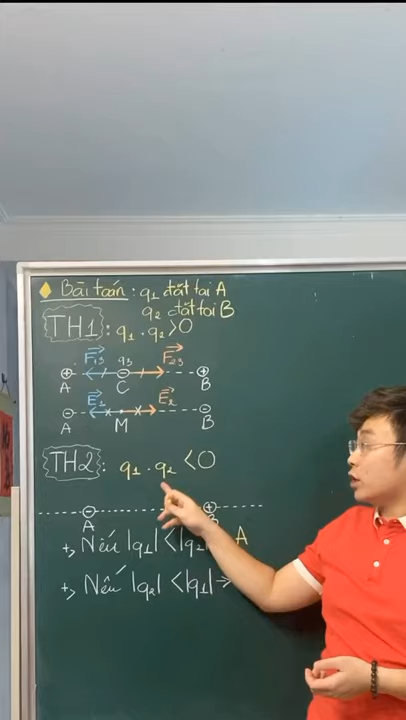 Bài toán: q₁ đặt tại A
q₂ đặt tại B
TH1: q₁ . q₂ > 0
F₁₃ q₃ F₂₃
⊕ ⊖ ⊕
A C B
E₁ E₂
⊖ ⊖
A M B
TH2: q₁ . q₂ < 0
⊖ ⊕
A B
+, Nếu |q₁| < |q₂| A
+, Nếu |q₂| < |q₁| →